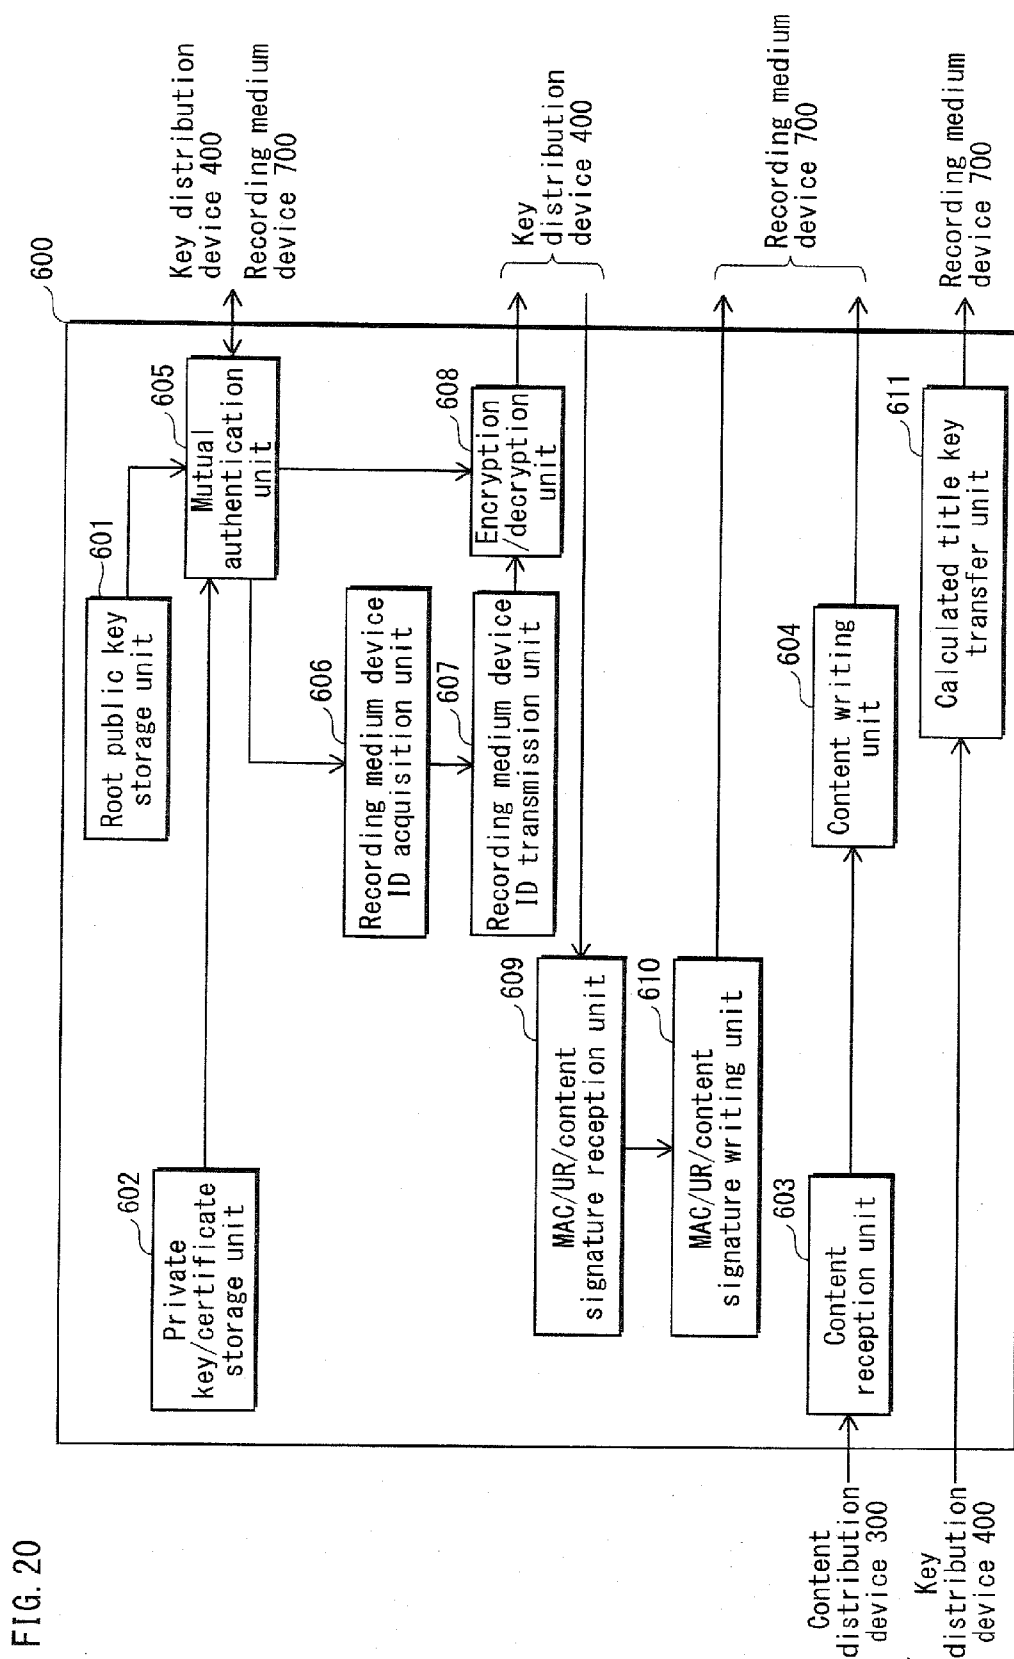 FIG. 20
600
Key distribution
device 400
Recording medium
device 700
601
Root public key
storage unit
602
Private
key/certificate
storage unit
605
Mutual
authentication
unit
606
Recording medium device
ID acquisition unit
607
Recording medium device
ID transmission unit
608
Encryption
/decryption
unit
Key
distribution
device 400
609
MAC/UR/content
signature reception unit
610
MAC/UR/content
signature writing unit
Recording medium
device 700
Content
distribution
device 300
603
Content
reception unit
604
Content writing
unit
Key
distribution
device 400
611
Calculated title key
transfer unit
Recording medium
device 700